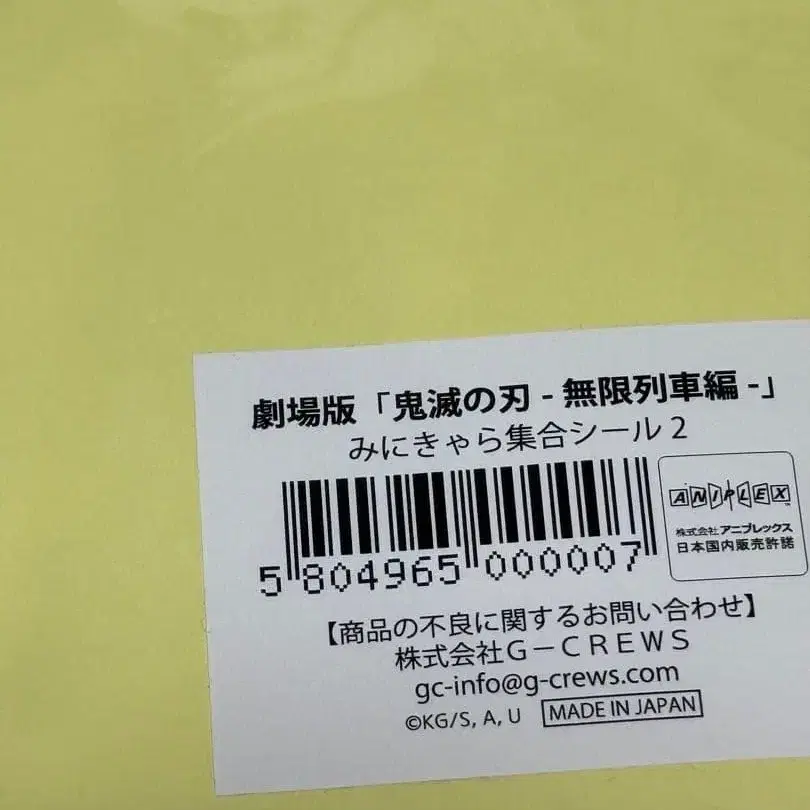 劇場版「鬼滅の刃 - 無限列車編 -」
みにきゃら集合シール 2
ANIPLEX™
株式会社 アニプレックス
日本国内販売許諾
5 804965 000007
【商品の不良に関するお問い合わせ】
株式会社G－CREWS
gc-info@g-crews.com
©KG/S, A, U MADE IN JAPAN